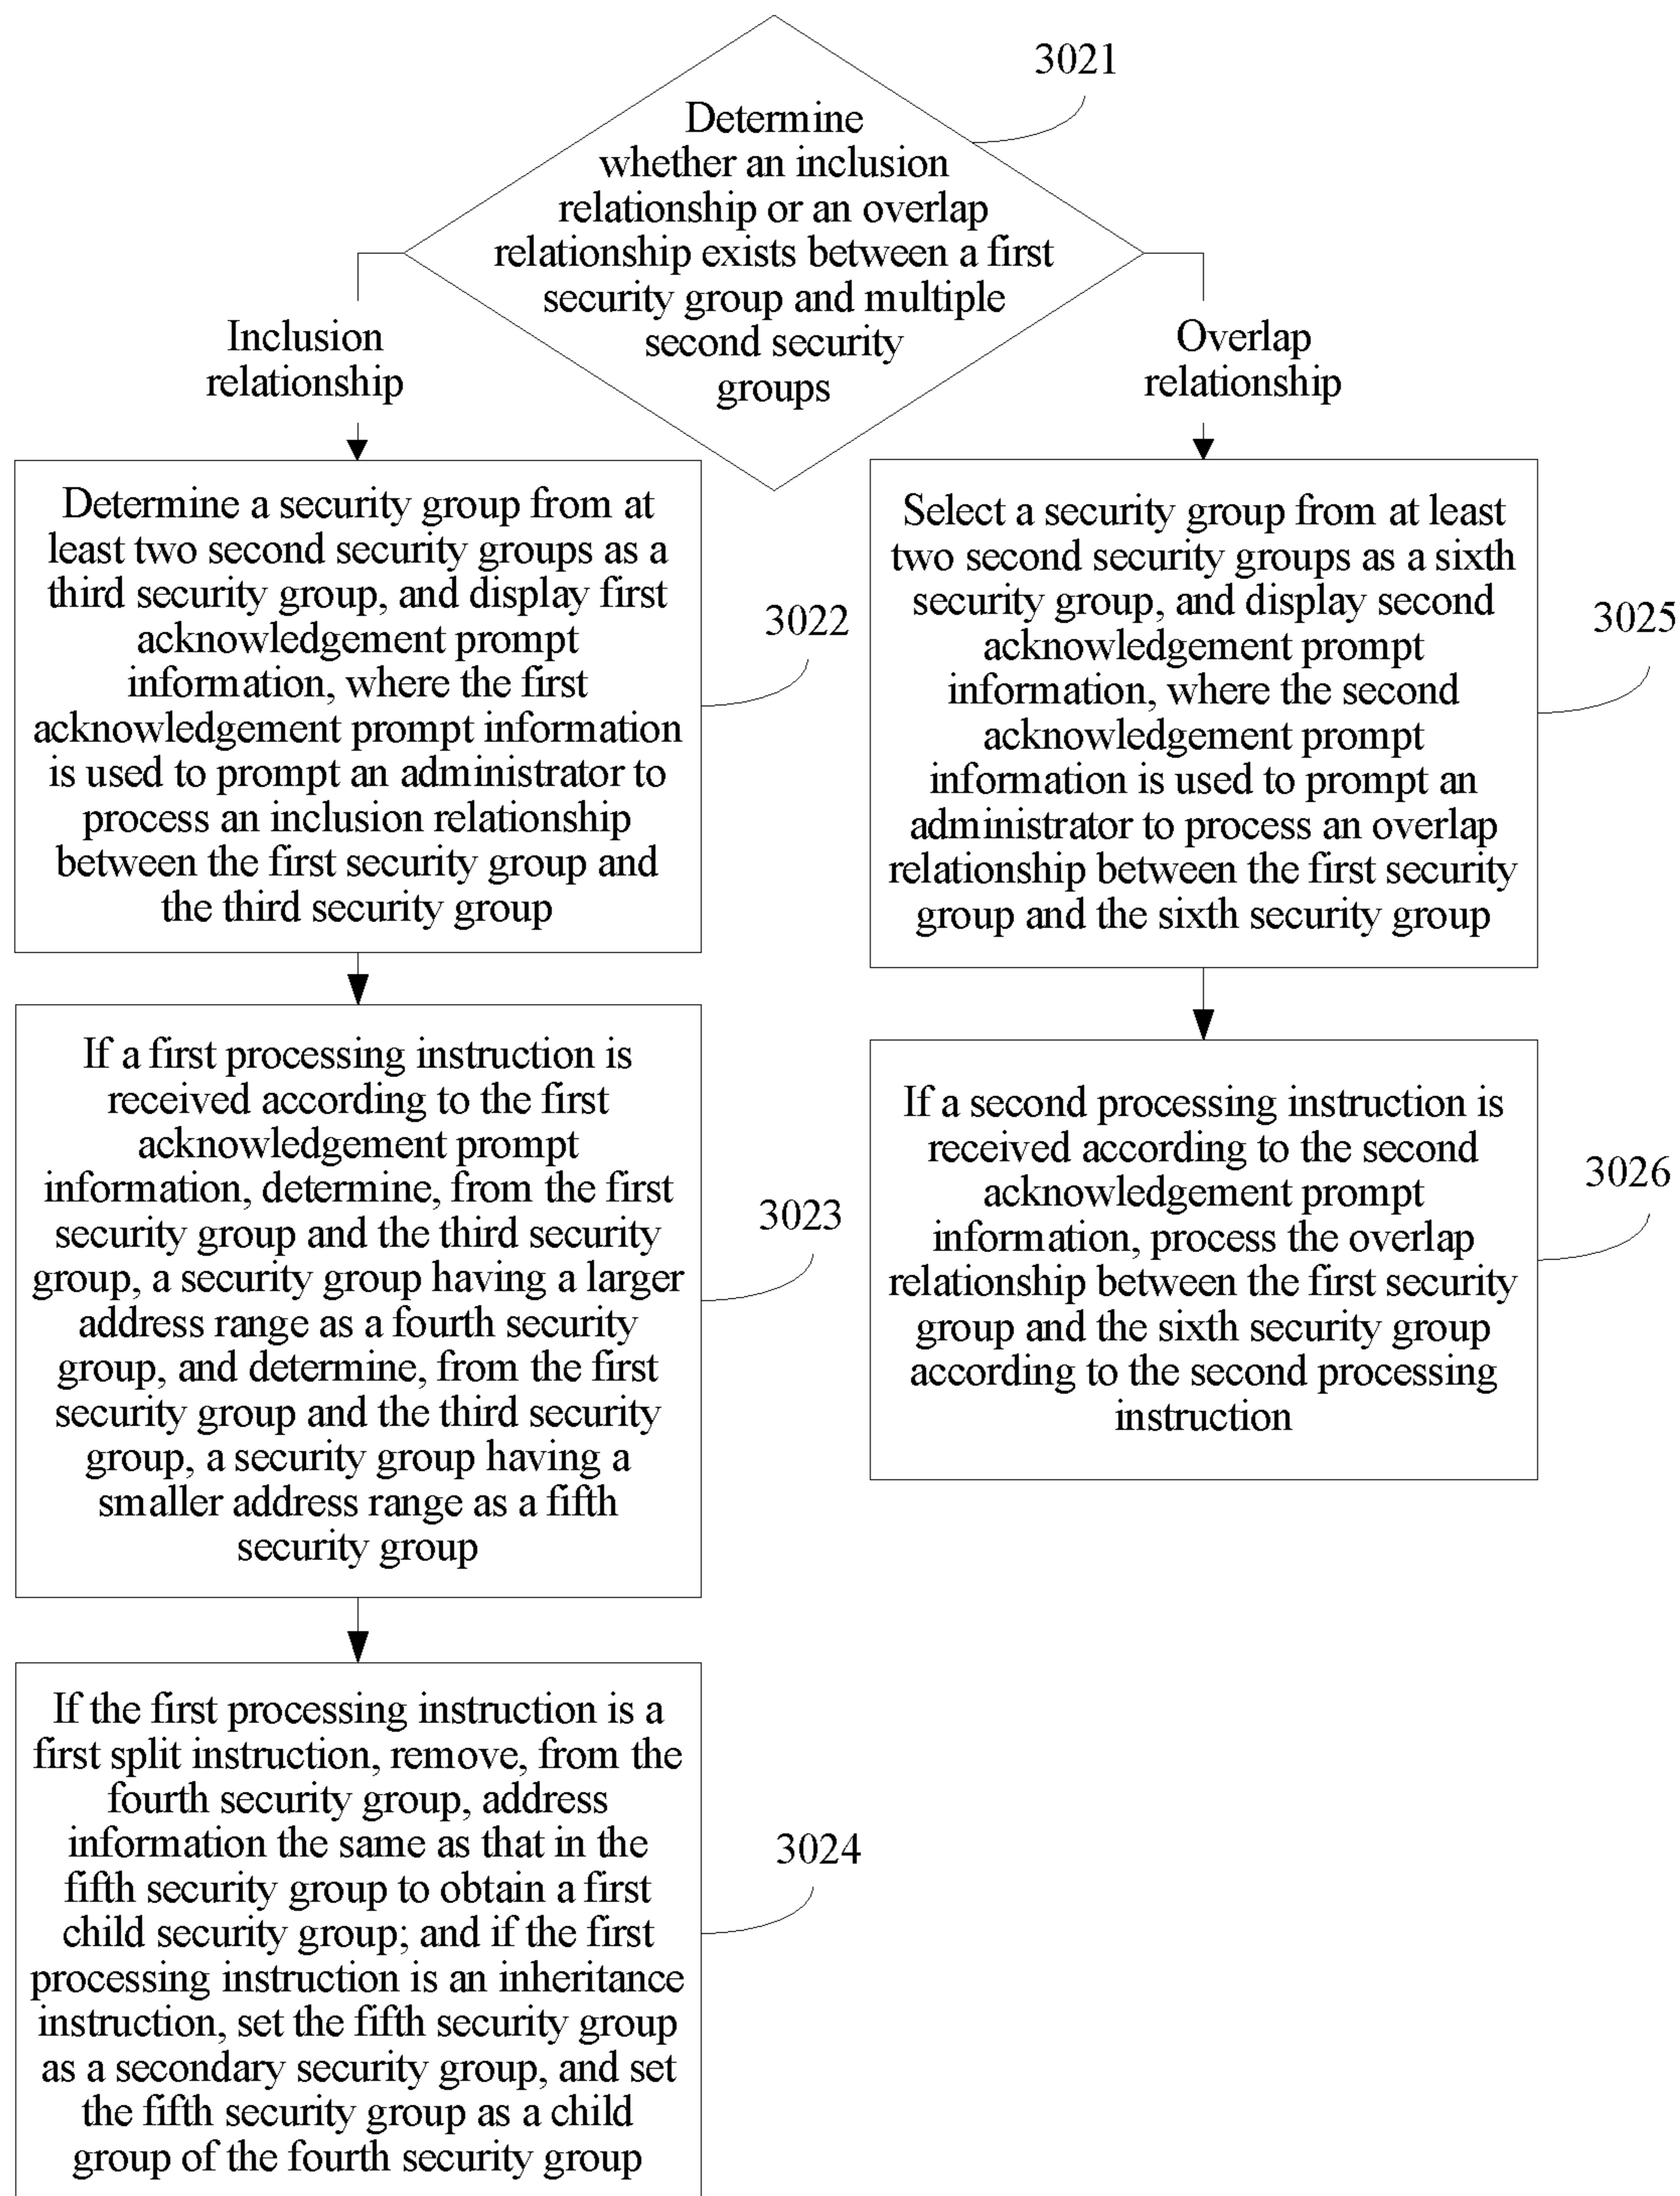 3021
Determine
whether an inclusion
relationship or an overlap
relationship exists between a first
security group and multiple
second security
groups
Inclusion
relationship
Overlap
relationship
Determine a security group from at
least two second security groups as a
third security group, and display first
acknowledgement prompt
information, where the first
acknowledgement prompt information
is used to prompt an administrator to
process an inclusion relationship
between the first security group and
the third security group
3022
Select a security group from at least
two second security groups as a sixth
security group, and display second
acknowledgement prompt
information, where the second
acknowledgement prompt
information is used to prompt an
administrator to process an overlap
relationship between the first security
group and the sixth security group
3025
If a first processing instruction is
received according to the first
acknowledgement prompt
information, determine, from the first
security group and the third security
group, a security group having a larger
address range as a fourth security
group, and determine, from the first
security group and the third security
group, a security group having a
smaller address range as a fifth
security group
3023
If a second processing instruction is
received according to the second
acknowledgement prompt
information, process the overlap
relationship between the first security
group and the sixth security group
according to the second processing
instruction
3026
If the first processing instruction is a
first split instruction, remove, from the
fourth security group, address
information the same as that in the
fifth security group to obtain a first
child security group; and if the first
processing instruction is an inheritance
instruction, set the fifth security group
as a secondary security group, and set
the fifth security group as a child
group of the fourth security group
3024